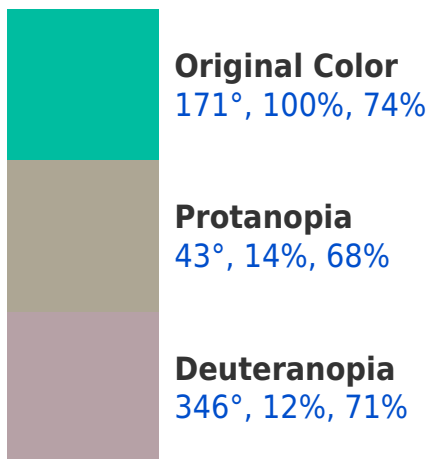 Original Color
171°, 100%, 74%
Protanopia
43°, 14%, 68%
Deuteranopia
346°, 12%, 71%